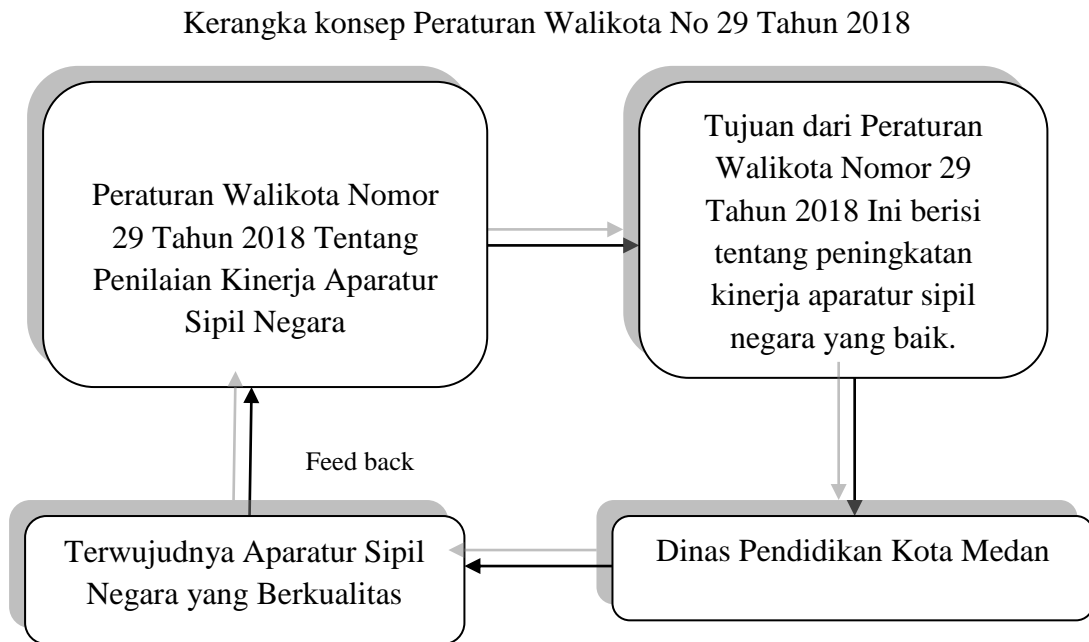 Kerangka konsep Peraturan Walikota No 29 Tahun 2018
Peraturan Walikota Nomor
29 Tahun 2018 Tentang
Penilaian Kinerja Aparatur
Sipil Negara
Tujuan dari Peraturan
Walikota Nomor 29
Tahun 2018 Ini berisi
tentang peningkatan
kinerja aparatur sipil
negara yang baik.
Feed back
Terwujudnya Aparatur Sipil
Negara yang Berkualitas
Dinas Pendidikan Kota Medan